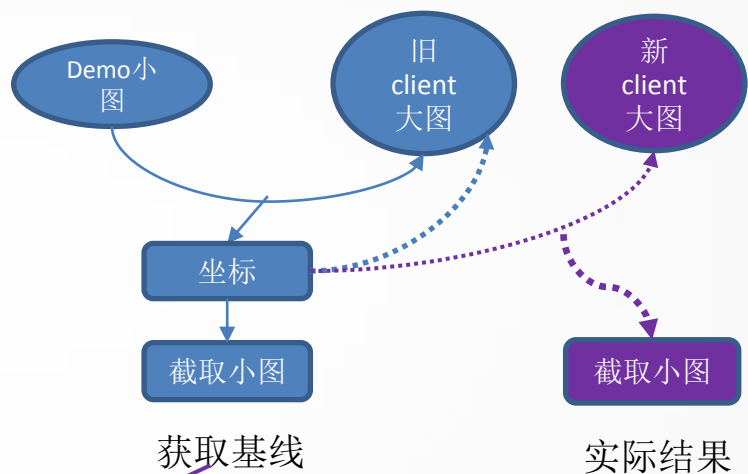 Demo小
图
旧
client
大图
新
client
大图
坐标
截取小图
截取小图
获取基线
实际结果